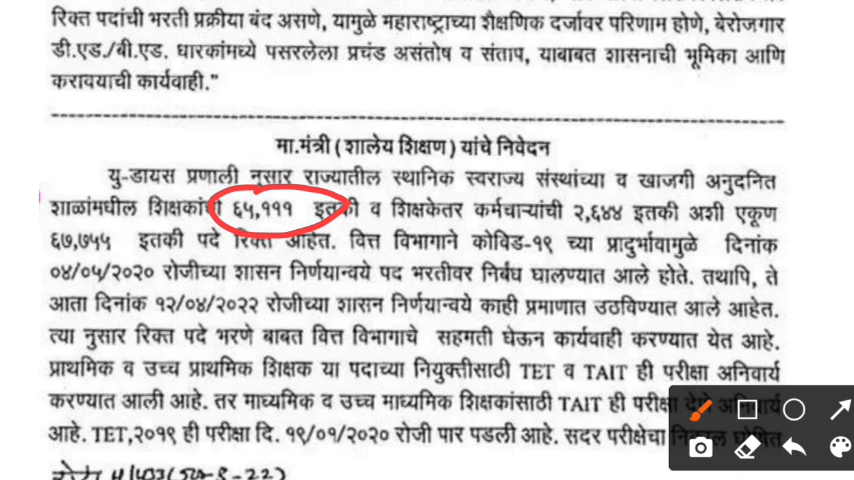 रिक्त पदांची भरती प्रक्रीया बंद असणे, यामुळे महाराष्ट्राच्या शैक्षणिक दर्जावर परिणाम होणे, बेरोजगार
डी.एड./बी.एड. धारकांमध्ये पसरलेला प्रचंड असंतोष व संताप, याबाबत शासनाची भूमिका आणि
करावयाची कार्यवाही."
मा.मंत्री (शालेय शिक्षण) यांचे निवेदन
यु-डायस प्रणाली नुसार राज्यातील स्थानिक स्वराज्य संस्थांच्या व खाजगी अनुदनित
शाळांमधील शिक्षकांची ६५,१११ इतकी व शिक्षकेतर कर्मचाऱ्यांची २,६४४ इतकी अशी एकूण
६७,७५५ इतकी पदे रिक्त आहेत. वित्त विभागाने कोविड-१९ च्या प्रादुर्भावामुळे दिनांक
०४/०५/२०२० रोजीच्या शासन निर्णयान्वये पद भरतीवर निर्बंध घालण्यात आले होते. तथापि, ते
आता दिनांक १२/०४/२०२२ रोजीच्या शासन निर्णयान्वये काही प्रमाणात उठविण्यात आले आहेत.
त्या नुसार रिक्त पदे भरणे बाबत वित्त विभागाचे सहमती घेऊन कार्यवाही करण्यात येत आहे.
प्राथमिक व उच्च प्राथमिक शिक्षक या पदाच्या नियुक्तीसाठी TET व TAIT ही परीक्षा अनिवार्य
करण्यात आली आहे. तर माध्यमिक व उच्च माध्यमिक शिक्षकांसाठी TAIT ही परीक्षा देणे अनिवार्य
आहे. TET,२०१९ ही परीक्षा दि. १९/०१/२०२० रोजी पार पडली आहे. सदर परीक्षेचा निकाल घोषित